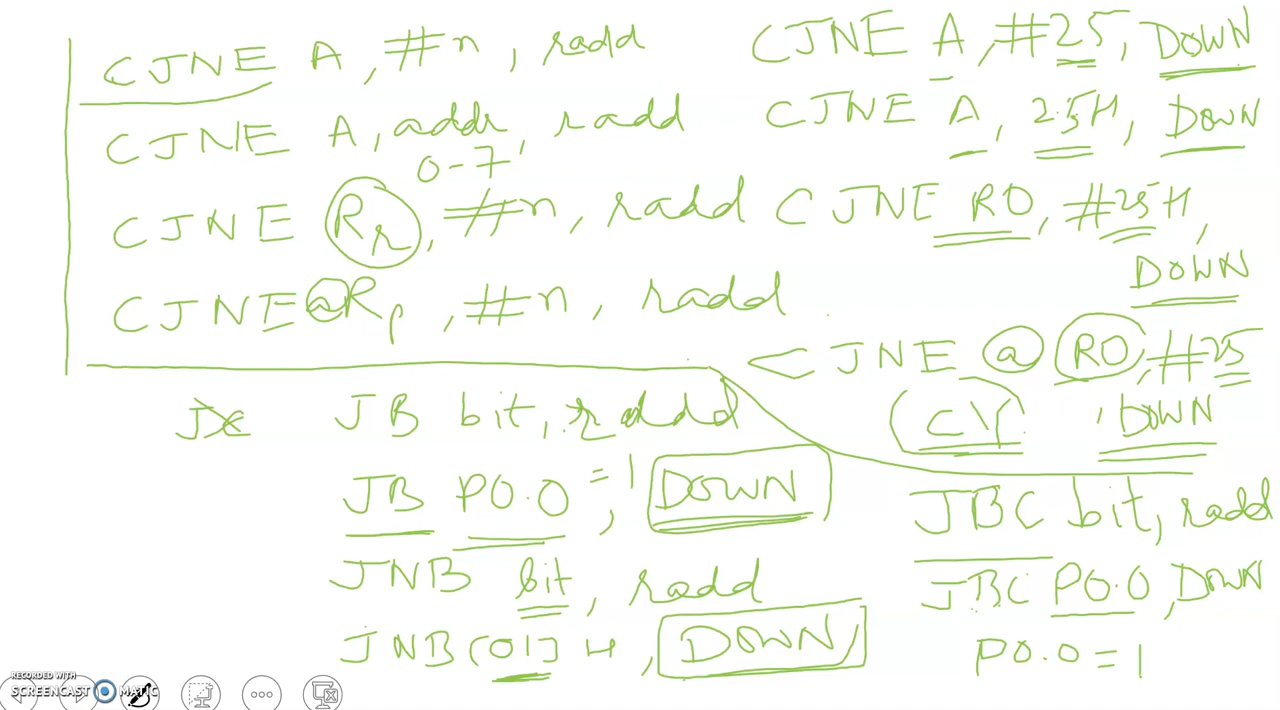 CJNE A, #n, radd
CJNE A, #25, DOWN
CJNE A, addr, radd
0-7
CJNE A, 25H, DOWN
CJNE Rr, #n, radd
CJNE R0, #25H,
DOWN
CJNE @Rp, #n, radd
CJNE @R0, #25
, DOWN
CY
JB bit, radd
JB P0.0 = 1, DOWN
JNB bit, radd
JNB [01] H, DOWN
JBC bit, radd
JBC P0.0, DOWN
P0.0 = 1
RECORDED WITH
SCREENCAST MATIC